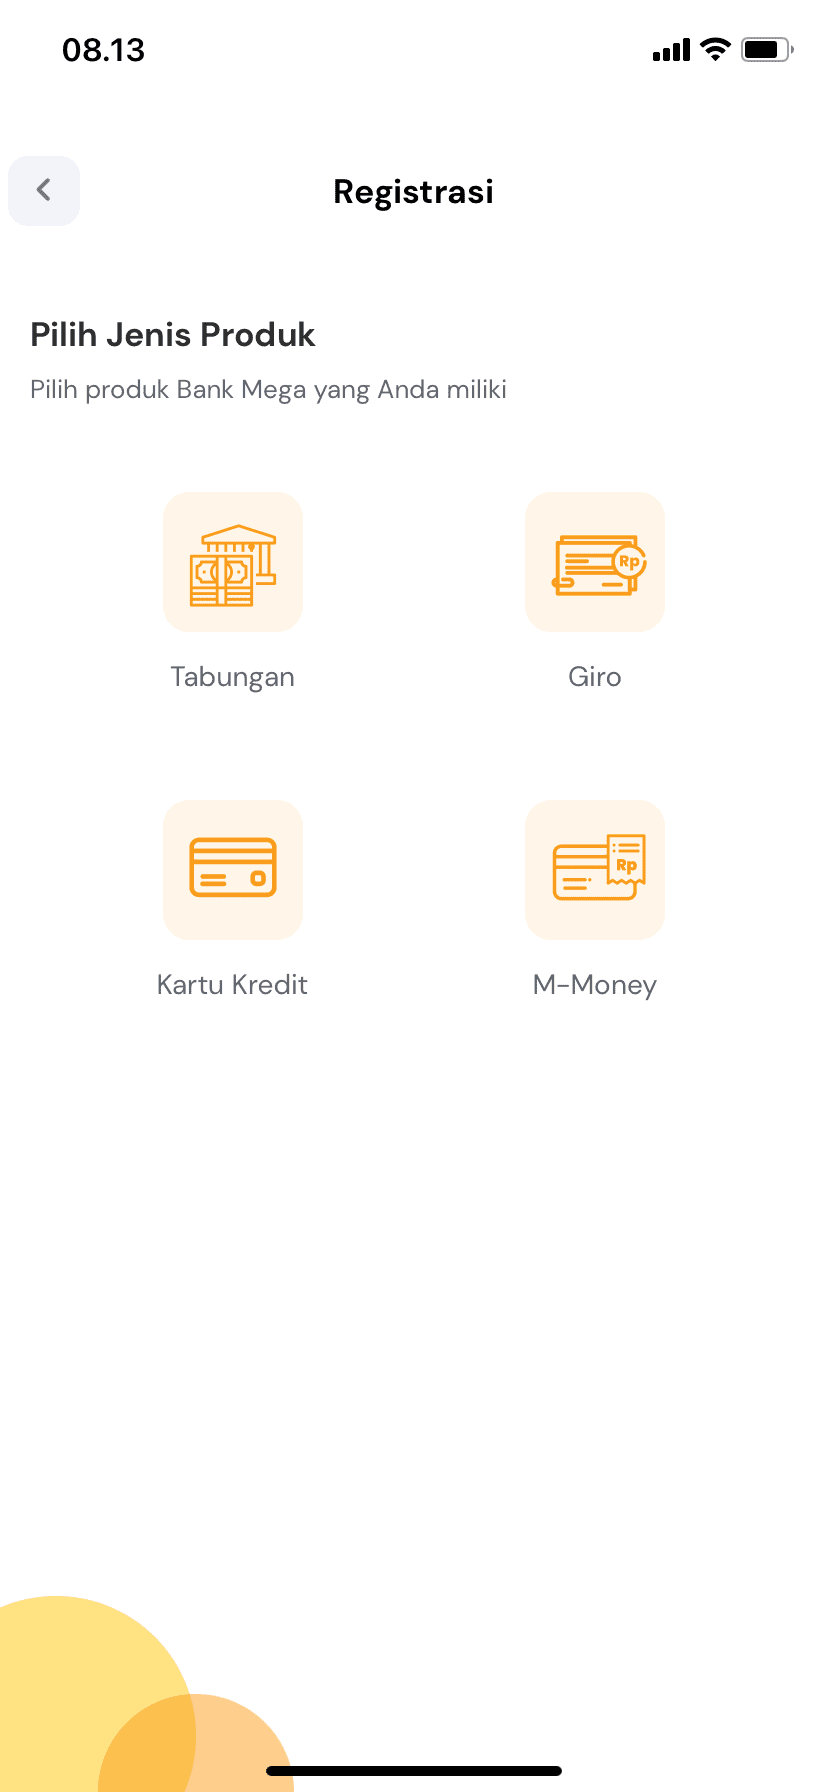 08.13
Registrasi
Pilih Jenis Produk
Pilih produk Bank Mega yang Anda miliki
Rp
Tabungan
Giro
Rp
Kartu Kredit
M-Money